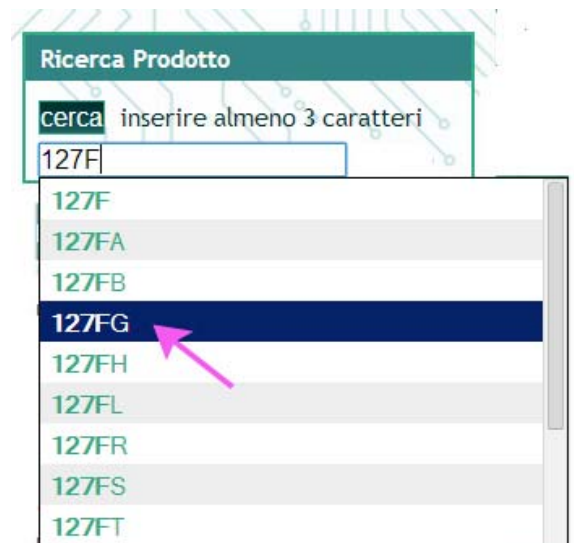 Ricerca Prodotto
cerca inserire almeno 3 caratteri
127F
127F
127FA
127FB
127FG
127FH
127FL
127FR
127FS
127FT